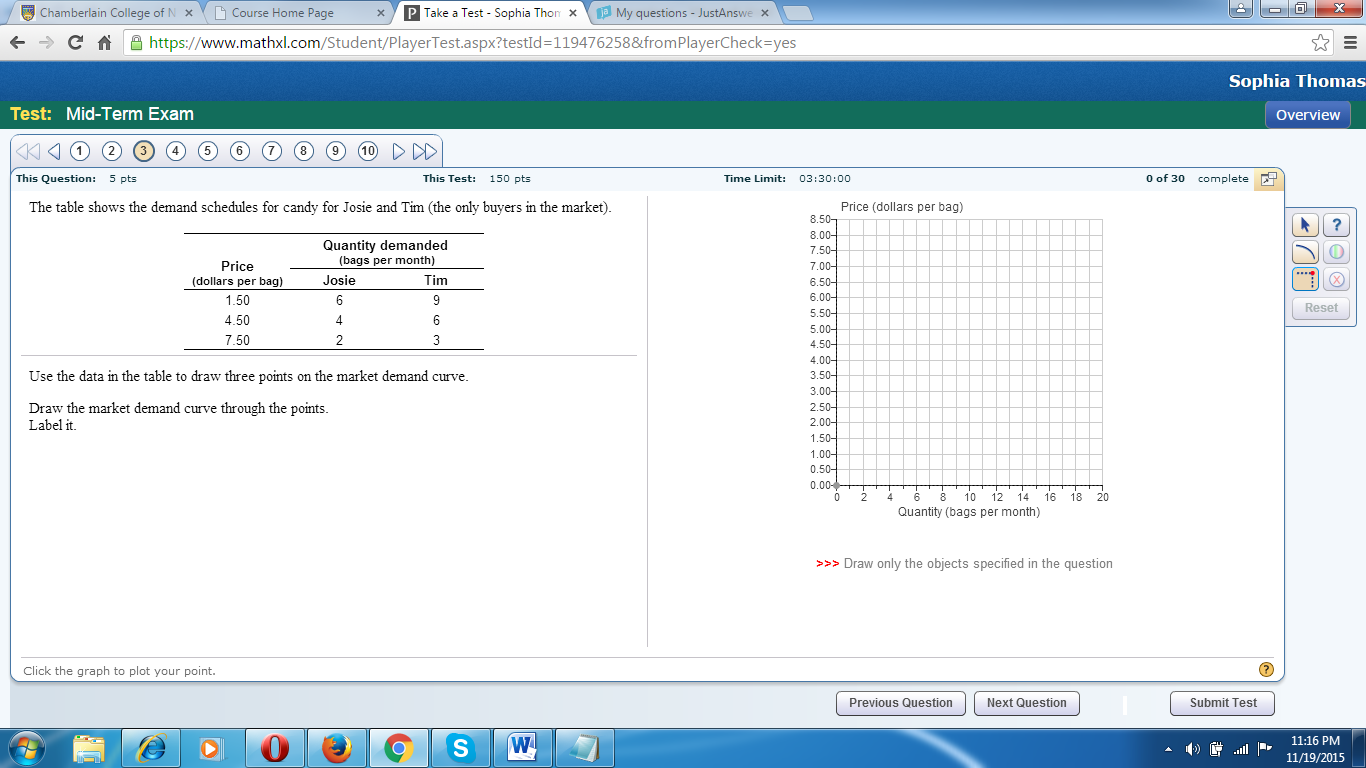 Chamberlain College of N
Course Home Page
Take a Test - Sophia Thom
My questions - JustAnswe
https://www.mathxl.com/Student/PlayerTest.aspx?testId=119476258&fromPlayerCheck=yes
Sophia Thomas
Test: Mid-Term Exam
Overview
1 2 3 4 5 6 7 8 9 10
This Question: 5 pts This Test: 150 pts Time Limit: 03:30:00 0 of 30 complete
The table shows the demand schedules for candy for Josie and Tim (the only buyers in the market).
Quantity demanded
(bags per month)
Price
(dollars per bag) Josie Tim
1.50 6 9
4.50 4 6
7.50 2 3
Use the data in the table to draw three points on the market demand curve.
Draw the market demand curve through the points.
Label it.
Price (dollars per bag)
8.50
8.00
7.50
7.00
6.50
6.00
5.50
5.00
4.50
4.00
3.50
3.00
2.50
2.00
1.50
1.00
0.50
0.00
0 2 4 6 8 10 12 14 16 18 20
Quantity (bags per month)
>>> Draw only the objects specified in the question
?
Reset
Click the graph to plot your point.
?
Previous Question
Next Question
Submit Test
11:16 PM
11/19/2015